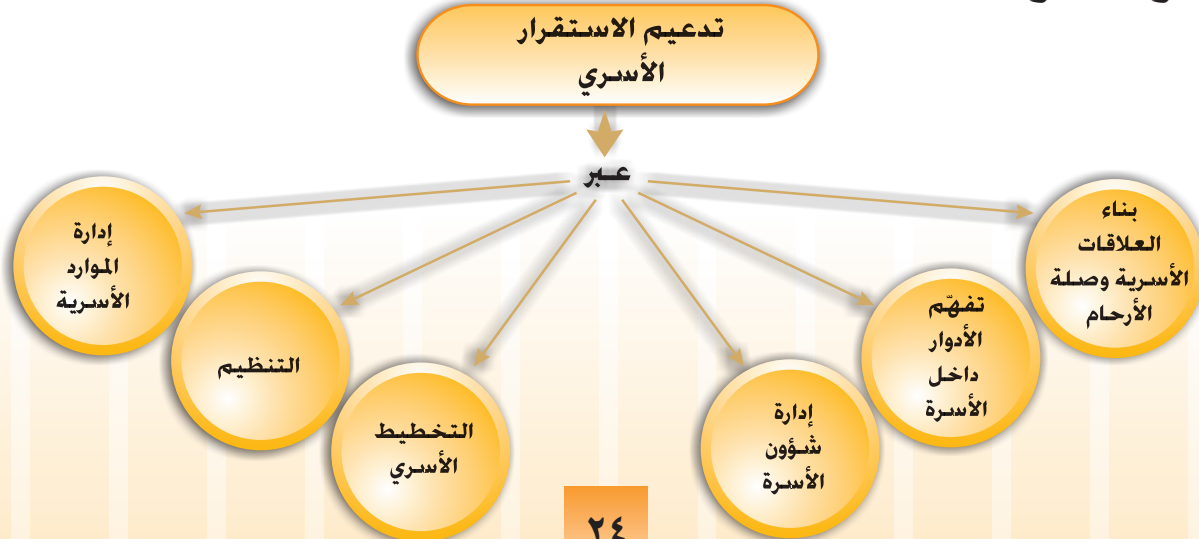 تدعيم الاستقرار
الأسري
عبر
بناء
العلاقات
الأسرية وصلة
الأرحام
تفهّم
الأدوار
داخل
الأسرة
إدارة
شؤون
الأسرة
التخطيط
الأسري
التنظيم
إدارة
الموارد
الأسرية
٢٤